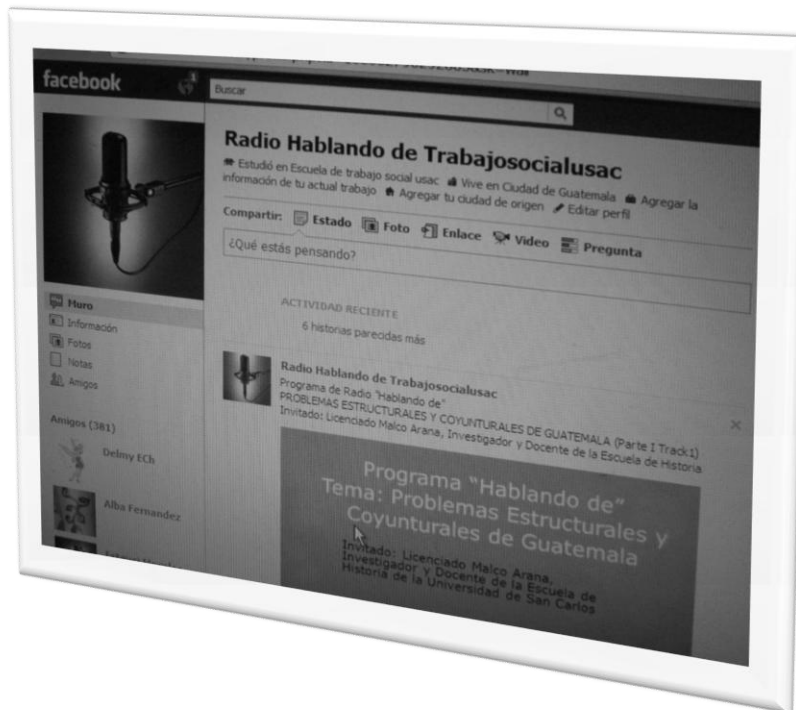 facebook
1
Buscar
Radio Hablando de Trabajosocialusac
Estudió en Escuela de trabajo social usac Vive en Ciudad de Guatemala Agregar la
información de tu actual trabajo Agregar tu ciudad de origen Editar perfil
Compartir: Estado Foto Enlace Video Pregunta
¿Qué estás pensando?
Muro
Información
Fotos
Notas
Amigos
Amigos (381)
Delmy ECh
Alba Fernandez
ACTIVIDAD RECIENTE
6 historias parecidas más
Radio Hablando de Trabajosocialusac
Programa de Radio "Hablando de"
PROBLEMAS ESTRUCTURALES Y COYUNTURALES DE GUATEMALA (Parte I Track1)
Invitado: Licenciado Malco Arana, Investigador y Docente de la Escuela de Historia
Programa "Hablando de"
Tema: Problemas Estructurales y
Coyunturales de Guatemala
Invitado: Licenciado Malco Arana,
Investigador y Docente de la Escuela de
Historia de la Universidad de San Carlos